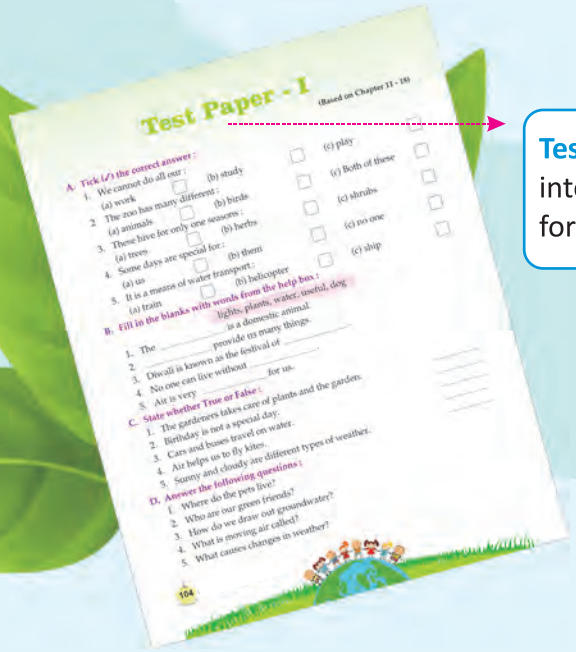 Test Paper - I
(Based on Chapter 11 - 18)
A. Tick (✓) the correct answer :
1. We cannot do all our :
(a) work (b) study (c) play
2 The zoo has many different :
(a) animals (b) birds (c) Both of these
3. These live for only one seasons :
(a) trees (b) herbs (c) shrubs
4. Some days are special for :
(a) us (b) them (c) no one
5. It is a means of water transport :
(a) train (b) helicopter (c) ship
B. Fill in the blanks with words from the help box :
lights, plants, water, useful, dog
1. The ____________ is a domestic animal.
2. ____________ provide us many things.
3. Diwali is known as the festival of ____________.
4. No one can live without ____________.
5. Air is very ____________ for us.
C. State whether True or False :
1. The gardeners takes care of plants and the garden.
2. Birthday is not a special day.
3. Cars and buses travel on water.
4. Air helps us to fly kites.
5. Sunny and cloudy are different types of weather.
D. Answer the following questions :
1. Where do the pets live?
2. Who are our green friends?
3. How do we draw out groundwater?
4. What is moving air called?
5. What causes changes in weather?
104
Tes
into
for